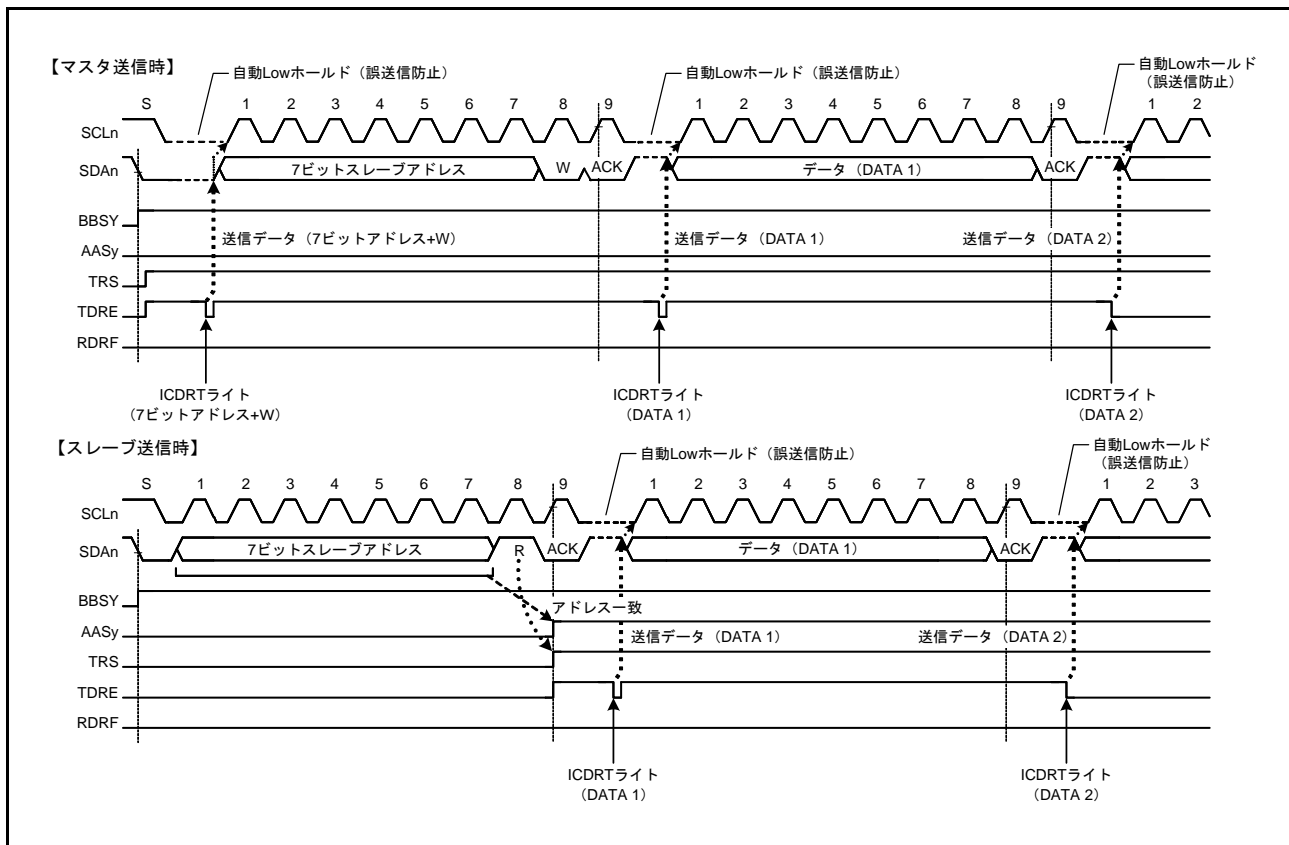 【マスタ送信時】
自動Lowホールド（誤送信防止）
自動Lowホールド（誤送信防止）
自動Lowホールド
（誤送信防止）
S 1 2 3 4 5 6 7 8 9 1 2 3 4 5 6 7 8 9 1 2
SCLn
SDAn 7ビットスレーブアドレス W ACK データ（DATA 1） ACK
BBSY
送信データ（7ビットアドレス+W） 送信データ（DATA 1） 送信データ（DATA 2）
AASy
TRS
TDRE
RDRF
ICDRTライト
（7ビットアドレス+W）
ICDRTライト
（DATA 1）
ICDRTライト
（DATA 2）
【スレーブ送信時】
自動Lowホールド（誤送信防止）
自動Lowホールド
（誤送信防止）
S 1 2 3 4 5 6 7 8 9 1 2 3 4 5 6 7 8 9 1 2 3
SCLn
SDAn 7ビットスレーブアドレス R ACK データ（DATA 1） ACK
BBSY
アドレス一致
AASy
送信データ（DATA 1） 送信データ（DATA 2）
TRS
TDRE
RDRF
ICDRTライト
（DATA 1）
ICDRTライト
（DATA 2）